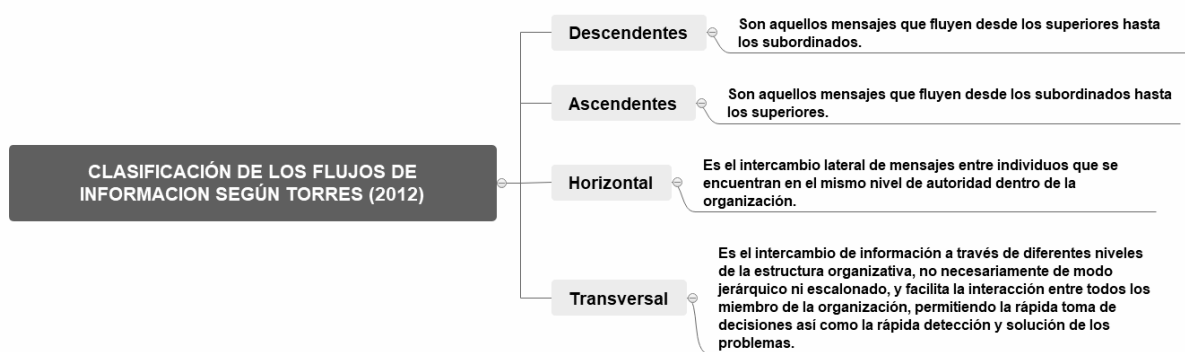 CLASIFICACIÓN DE LOS FLUJOS DE
INFORMACION SEGÚN TORRES (2012)
Descendentes
Son aquellos mensajes que fluyen desde los superiores hasta
los subordinados.
Ascendentes
Son aquellos mensajes que fluyen desde los subordinados hasta
los superiores.
Horizontal
Es el intercambio lateral de mensajes entre individuos que se
encuentran en el mismo nivel de autoridad dentro de la
organización.
Transversal
Es el intercambio de información a través de diferentes niveles
de la estructura organizativa, no necesariamente de modo
jerárquico ni escalonado, y facilita la interacción entre todos los
miembro de la organización, permitiendo la rápida toma de
decisiones así como la rápida detección y solución de los
problemas.